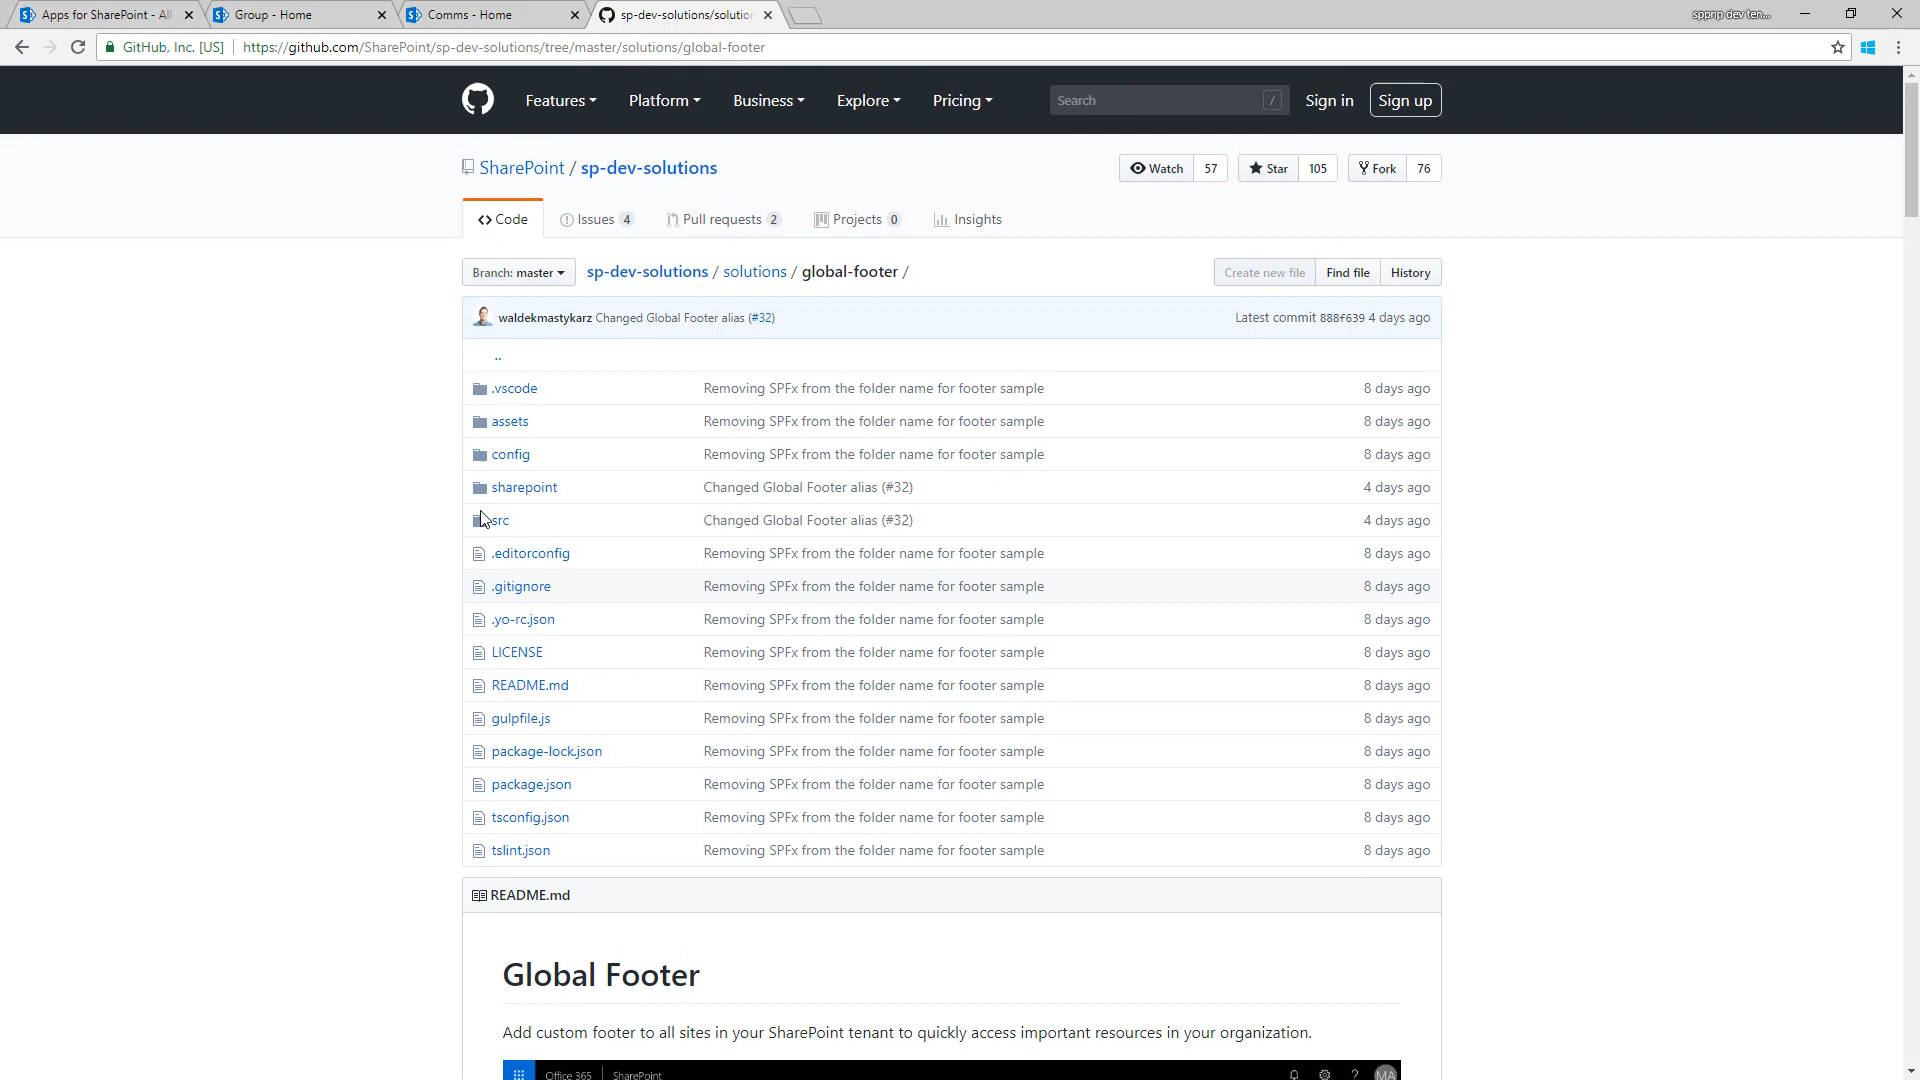 Apps for SharePoint - All
Group - Home
Comms - Home
sp-dev-solutions/solution
sppnp dev ten...
GitHub, Inc. [US]
https://github.com/SharePoint/sp-dev-solutions/tree/master/solutions/global-footer
Features Platform Business Explore Pricing Search / Sign in Sign up
SharePoint / sp-dev-solutions
Watch 57 Star 105 Fork 76
Code Issues 4 Pull requests 2 Projects 0 Insights
Branch: master sp-dev-solutions / solutions / global-footer / Create new file Find file History
waldekmastykarz Changed Global Footer alias (#32) Latest commit 888f639 4 days ago
..
.vscode Removing SPFx from the folder name for footer sample 8 days ago
assets Removing SPFx from the folder name for footer sample 8 days ago
config Removing SPFx from the folder name for footer sample 8 days ago
sharepoint Changed Global Footer alias (#32) 4 days ago
src Changed Global Footer alias (#32) 4 days ago
.editorconfig Removing SPFx from the folder name for footer sample 8 days ago
.gitignore Removing SPFx from the folder name for footer sample 8 days ago
.yo-rc.json Removing SPFx from the folder name for footer sample 8 days ago
LICENSE Removing SPFx from the folder name for footer sample 8 days ago
README.md Removing SPFx from the folder name for footer sample 8 days ago
gulpfile.js Removing SPFx from the folder name for footer sample 8 days ago
package-lock.json Removing SPFx from the folder name for footer sample 8 days ago
package.json Removing SPFx from the folder name for footer sample 8 days ago
tsconfig.json Removing SPFx from the folder name for footer sample 8 days ago
tslint.json Removing SPFx from the folder name for footer sample 8 days ago
README.md
Global Footer
Add custom footer to all sites in your SharePoint tenant to quickly access important resources in your organization.
Office 365 SharePoint ? MA